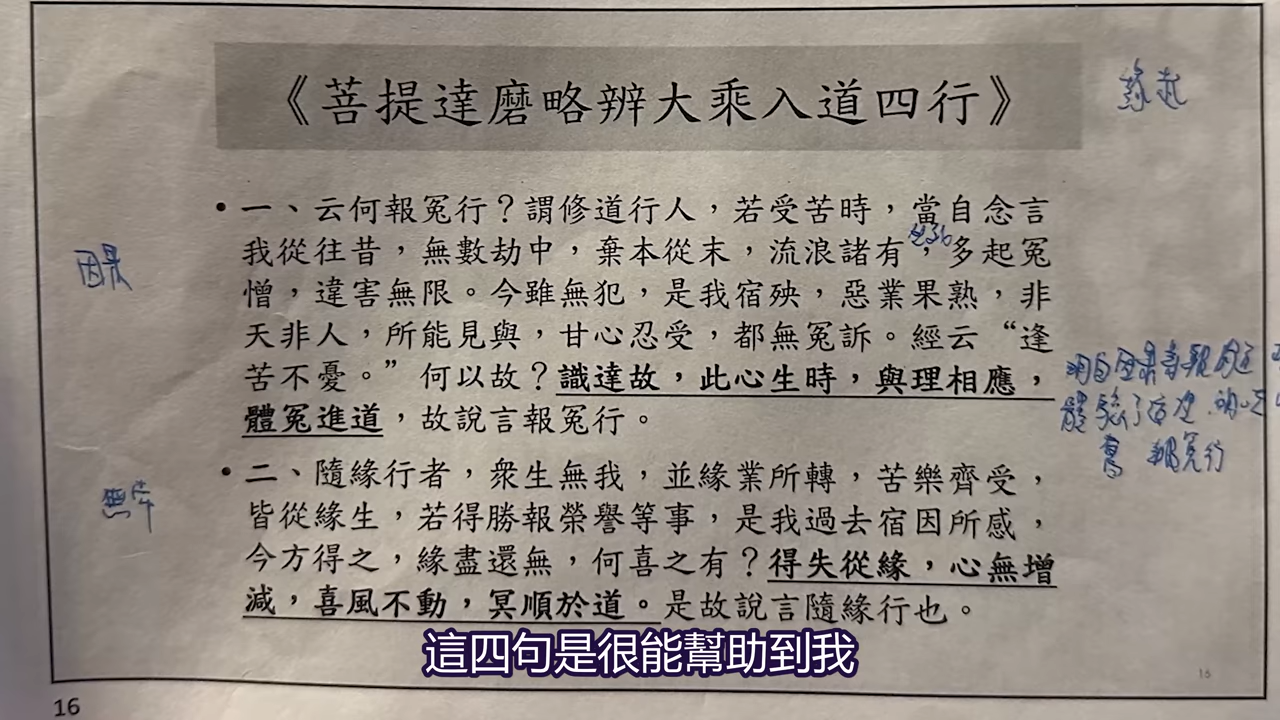 《菩提達磨略辨大乘入道四行》
緣起
• 一、云何報冤行？謂修道行人，若受苦時，當自念言
我從往昔，無數劫中，棄本從末，流浪諸有，多起冤
因果
憎，違害無限。今雖無犯，是我宿殃，惡業果熟，非
天非人，所能見與，甘心忍受，都無冤訴。經云“逢
苦不憂。”何以故？識達故，此心生時，與理相應，
體冤進道，故說言報冤行。
• 二、隨緣行者，衆生無我，並緣業所轉，苦樂齊受，
皆從緣生，若得勝報榮譽等事，是我過去宿因所感，
今方得之，緣盡還無，何喜之有？得失從緣，心無增
減，喜風不動，冥順於道。是故說言隨緣行也。
這四句是很能幫助到我
16
16